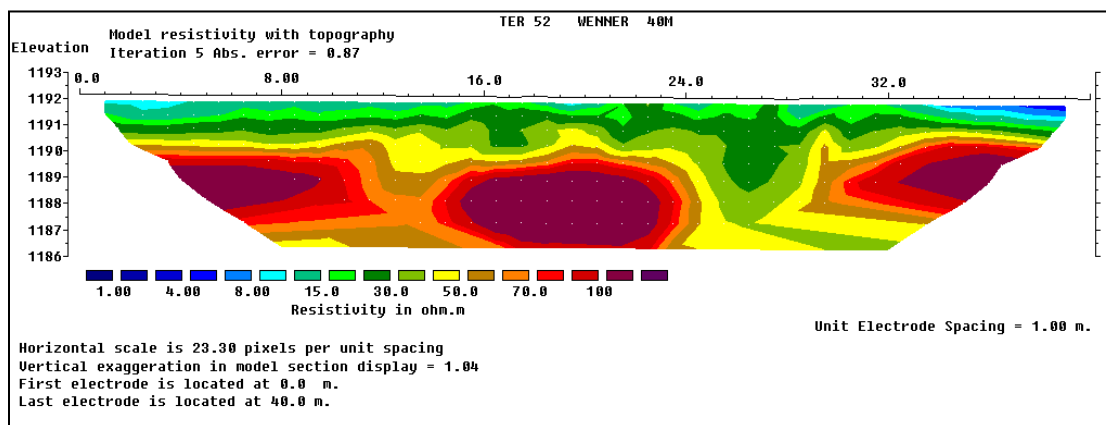 TER 52 WENNER 40M
Model resistivity with topography
Elevation
Iteration 5 Abs. error = 0.87
1193
0.0 8.00 16.0 24.0 32.0
1192
1191
1190
1189
1188
1187
1186
1.00 4.00 8.00 15.0 30.0 50.0 70.0 100
Resistivity in ohm.m
Unit Electrode Spacing = 1.00 m.
Horizontal scale is 23.30 pixels per unit spacing
Vertical exaggeration in model section display = 1.04
First electrode is located at 0.0 m.
Last electrode is located at 40.0 m.